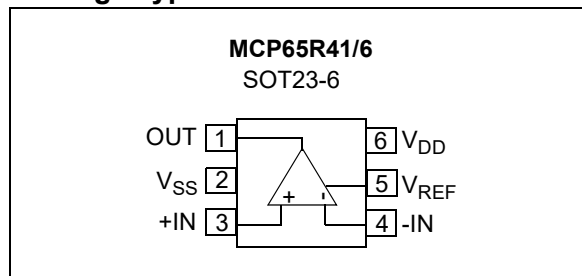 MCP65R41/6
SOT23-6
OUT 1 6 VDD
VSS 2 5 VREF
+ -
+IN 3 4 -IN